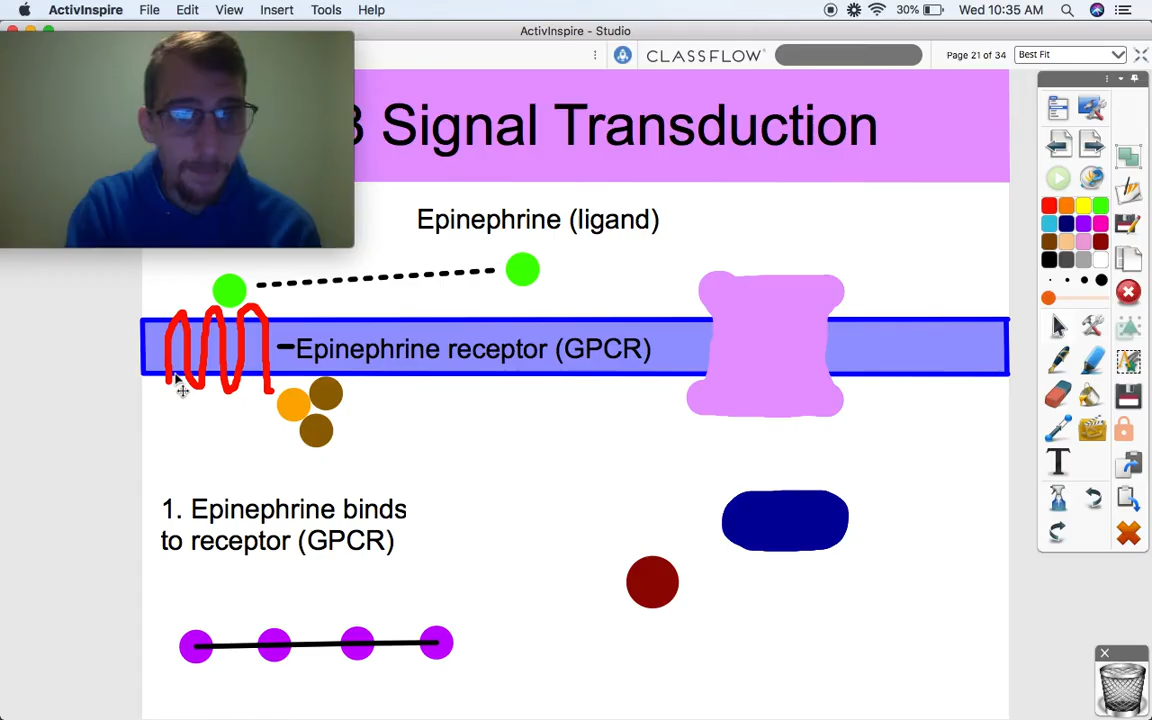 ActivInspire File Edit View Insert Tools Help 30% Wed 10:35 AM
ActivInspire - Studio
CLASSFLOW Page 21 of 34 Best Fit
Signal Transduction
Epinephrine (ligand)
Epinephrine receptor (GPCR)
1. Epinephrine binds
to receptor (GPCR)
T